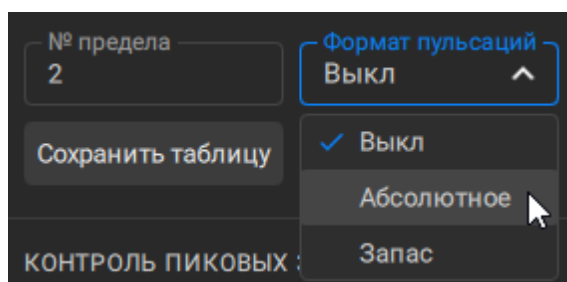 № предела
2
Формат пульсаций
Выкл
Сохранить таблицу
Выкл
Абсолютное
Запас
КОНТРОЛЬ ПИКОВЫХ